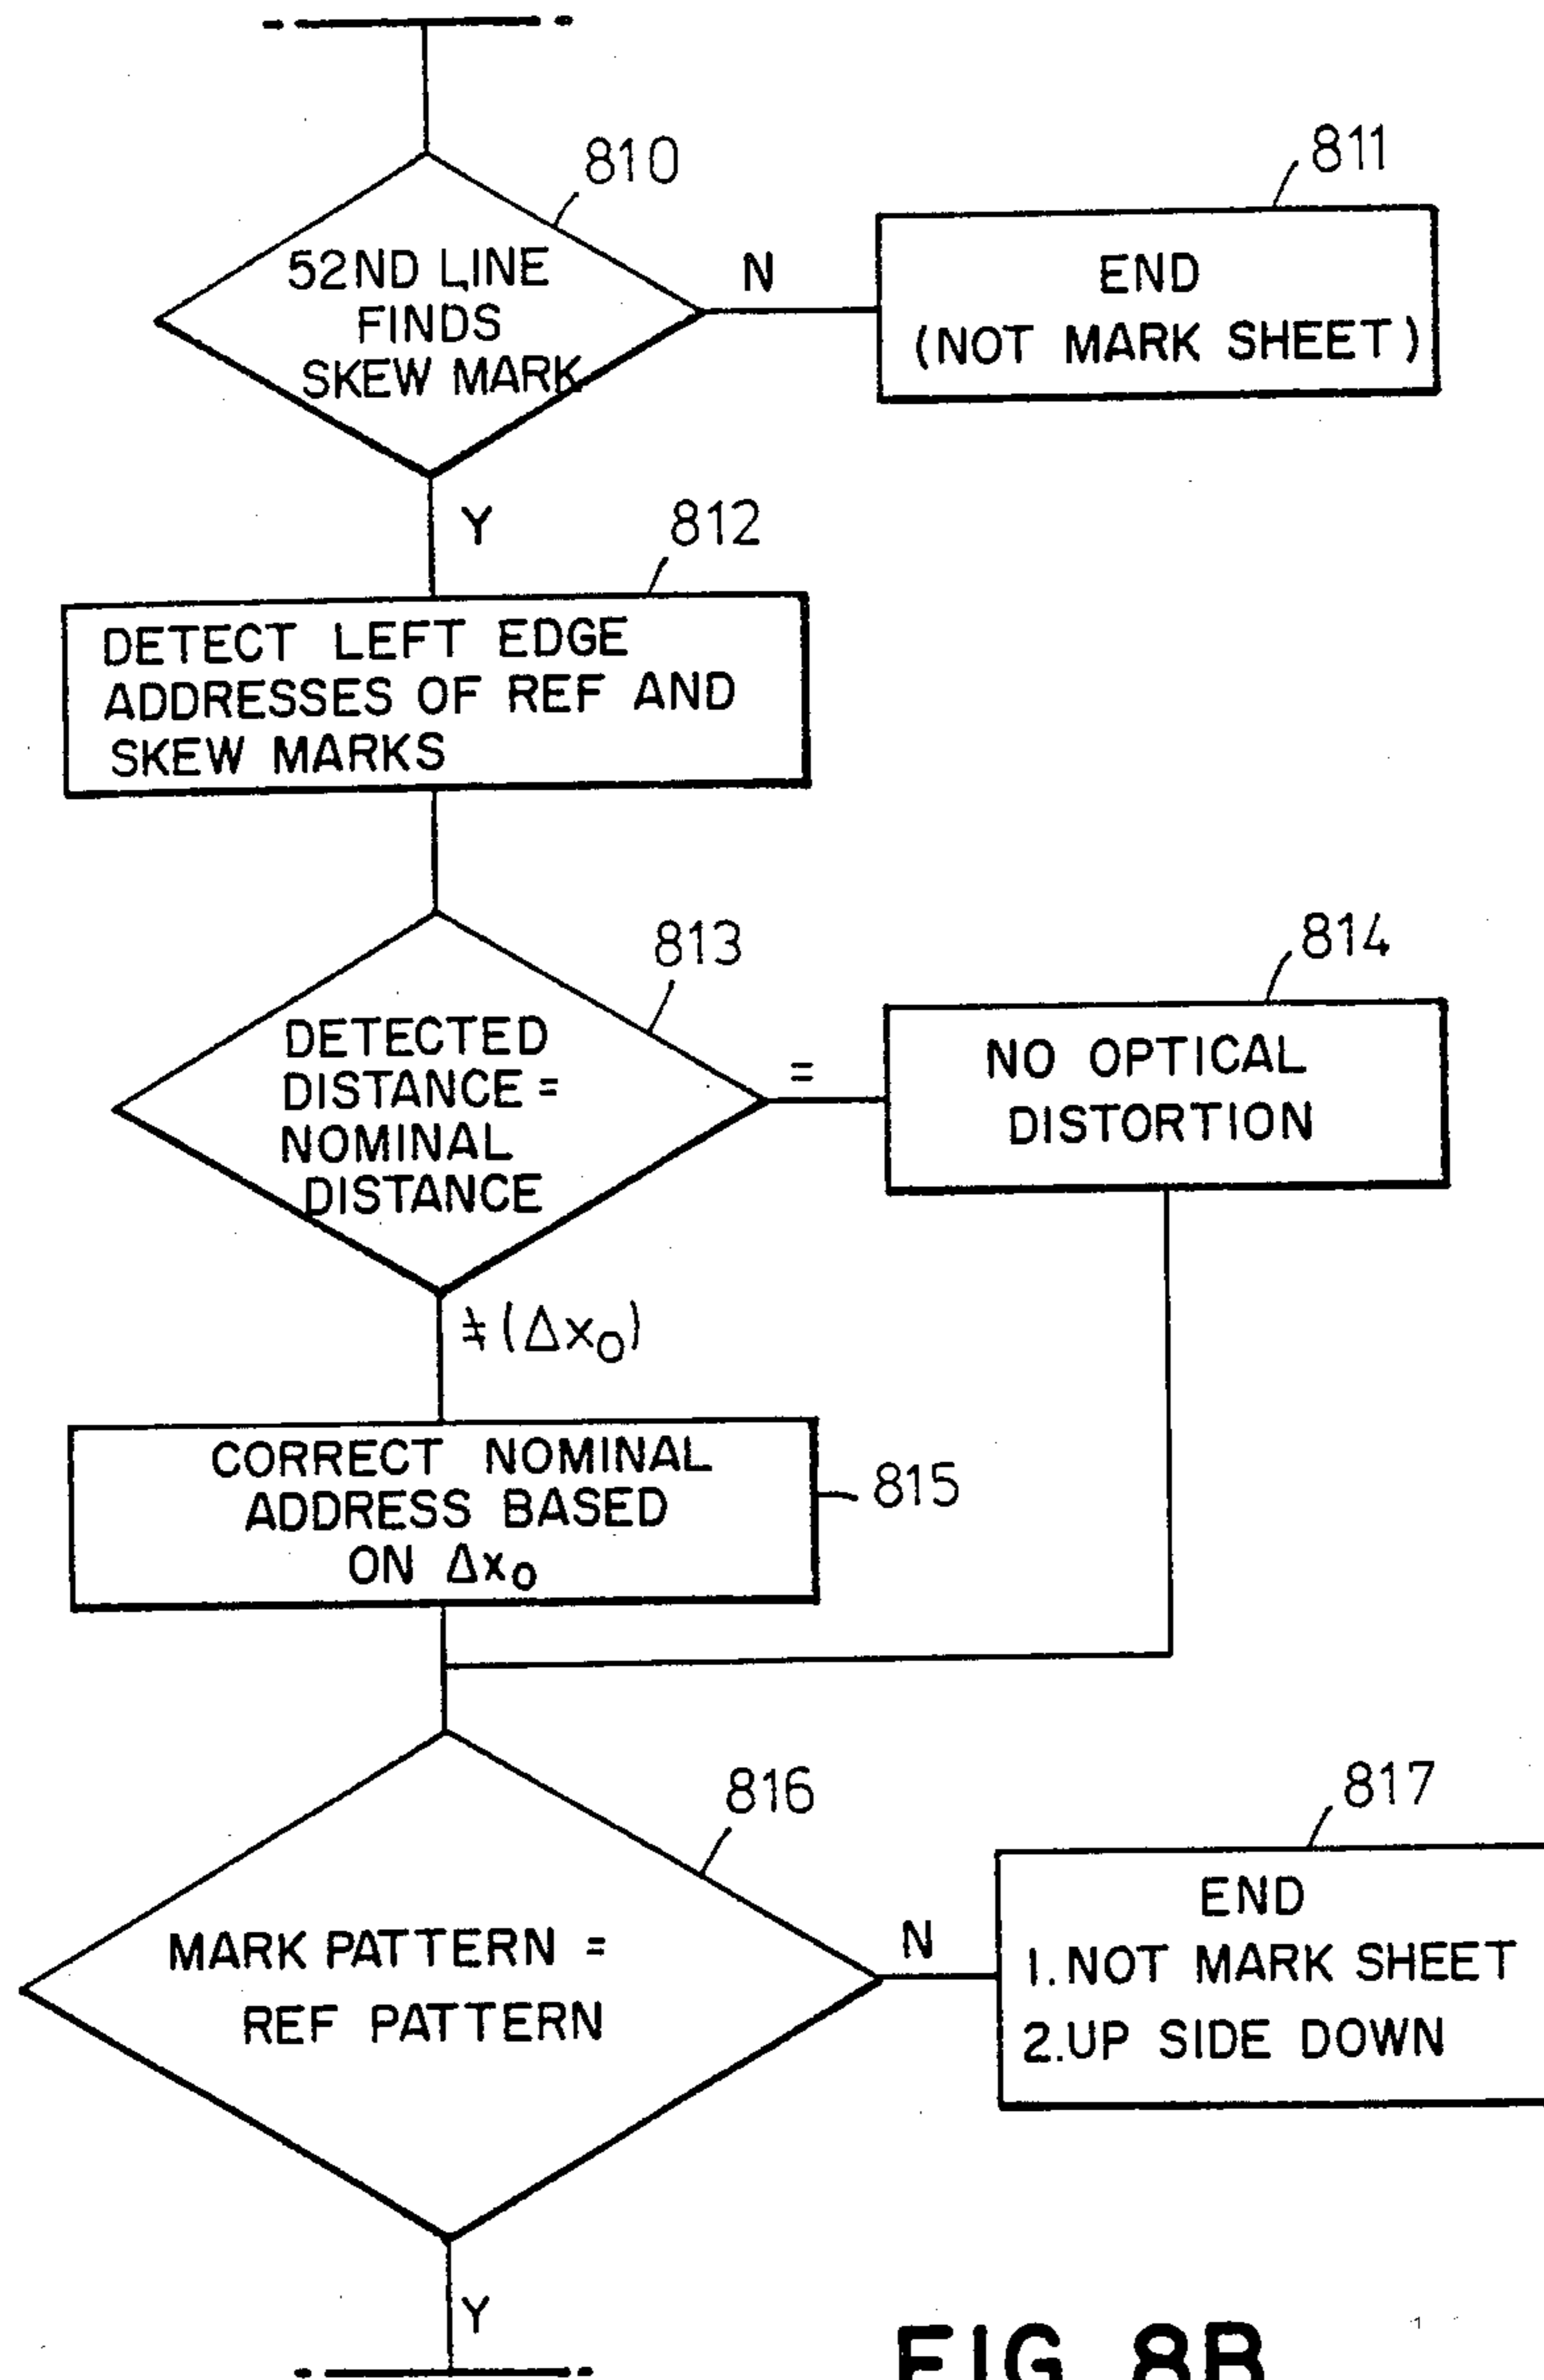 810
52ND LINE
FINDS
SKEW MARK
N
811
END
(NOT MARK SHEET)
Y
812
DETECT LEFT EDGE
ADDRESSES OF REF AND
SKEW MARKS
813
DETECTED
DISTANCE =
NOMINAL
DISTANCE
=
814
NO OPTICAL
DISTORTION
≠(Δx₀)
CORRECT NOMINAL
ADDRESS BASED
ON Δx₀
815
816
MARK PATTERN =
REF PATTERN
N
817
END
1. NOT MARK SHEET
2. UP SIDE DOWN
Y
FIG 8B